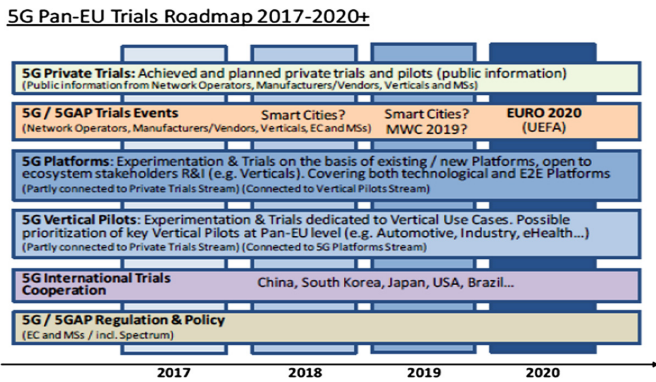 5G Pan-EU Trials Roadmap 2017-2020+
5G Private Trials: Achieved and planned private trials and pilots (public information)
(Public information from Network Operators, Manufacturers/Vendors, Verticals and MSs)
5G / 5GAP Trials Events Smart Cities? Smart Cities? EURO 2020
(Network Operators, Manufacturers/Vendors, Verticals, EC and MSs) MWC 2019? (UEFA)
5G Platforms: Experimentation & Trials on the basis of existing / new Platforms, open to
ecosystem stakeholders R&I (e.g. Verticals). Covering both technological and E2E Platforms
(Partly connected to Private Trials Stream) (Connected to Vertical Pilots Stream)
5G Vertical Pilots: Experimentation & Trials dedicated to Vertical Use Cases. Possible
prioritization of key Vertical Pilots at Pan-EU level (e.g. Automotive, Industry, eHealth...)
(Partly connected to Private Trials Stream) (Connected to 5G Platforms Stream)
5G International Trials
Cooperation China, South Korea, Japan, USA, Brazil...
5G / 5GAP Regulation & Policy
(EC and MSs / incl. Spectrum)
2017 2018 2019 2020